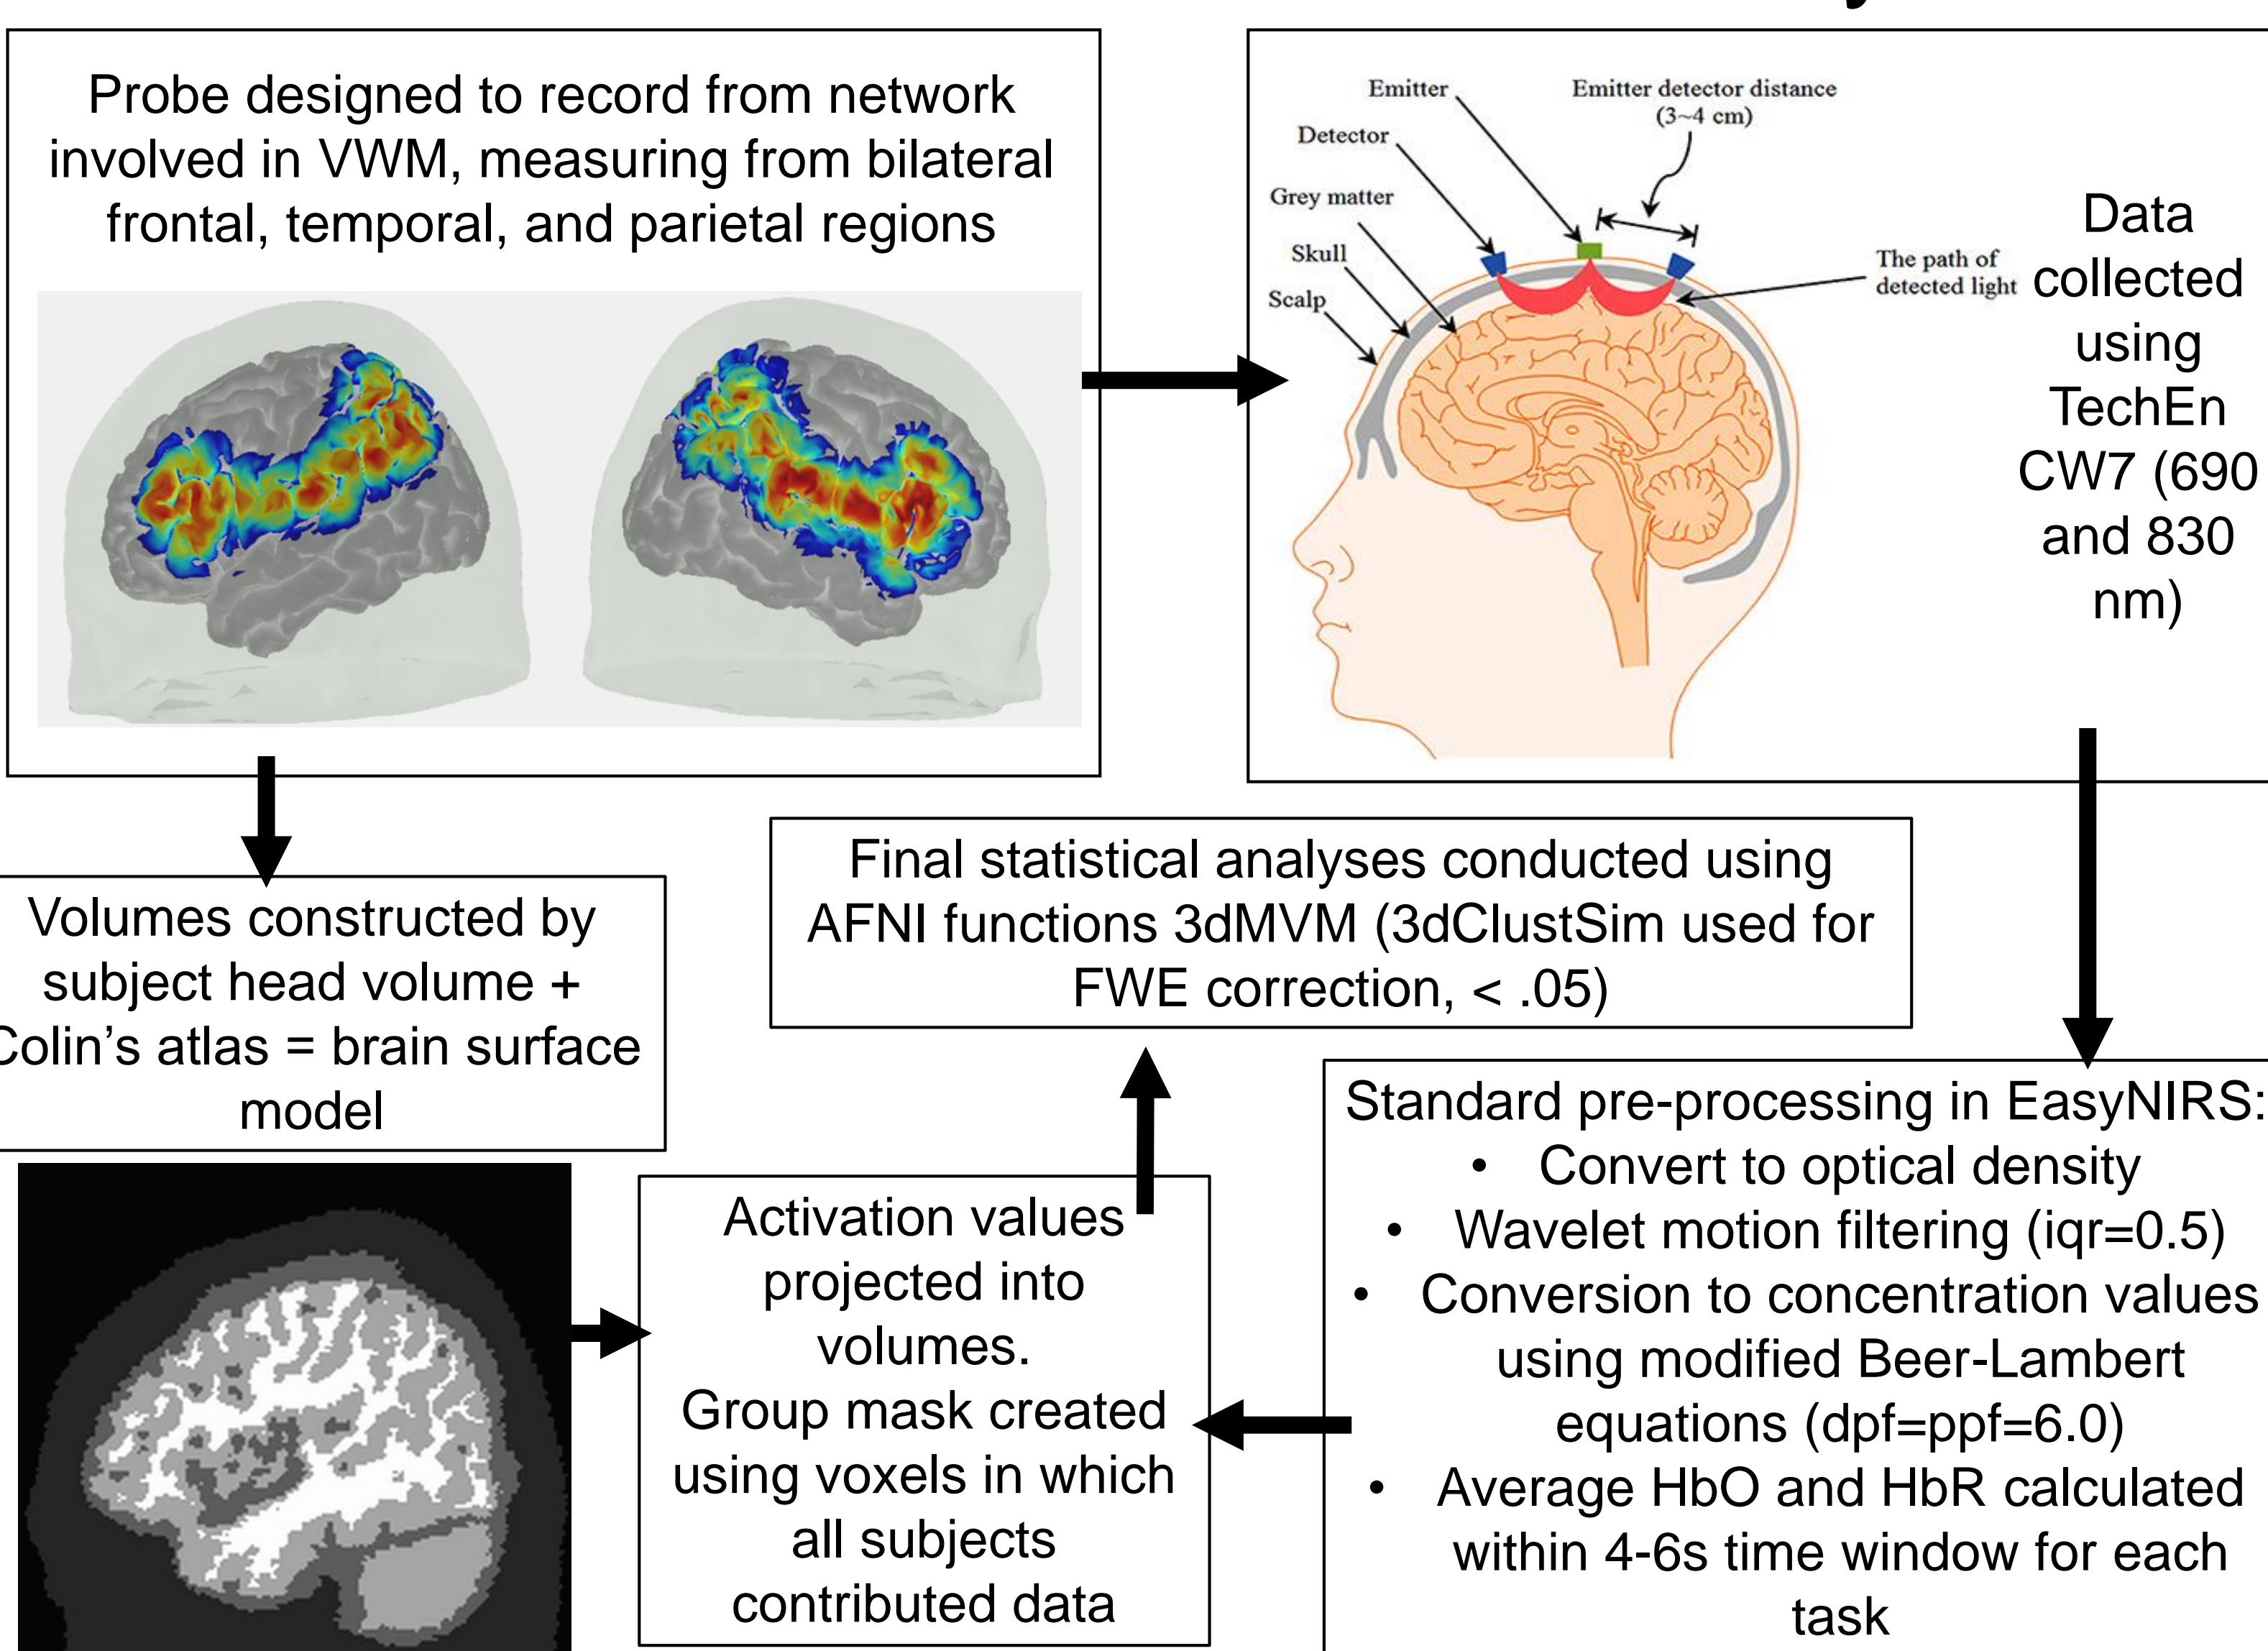 Probe designed to record from network
involved in VWM, measuring from bilateral
frontal, temporal, and parietal regions
Emitter
Emitter detector distance
(3~4 cm)
Detector
Grey matter
Skull
Scalp
The path of
detected light
Data
collected
using
TechEn
CW7 (690
and 830
nm)
Volumes constructed by
subject head volume +
Colin's atlas = brain surface
model
Final statistical analyses conducted using
AFNI functions 3dMVM (3dClustSim used for
FWE correction, < .05)
Activation values
projected into
volumes.
Group mask created
using voxels in which
all subjects
contributed data
Standard pre-processing in EasyNIRS:
• Convert to optical density
• Wavelet motion filtering (iqr=0.5)
• Conversion to concentration values
using modified Beer-Lambert
equations (dpf=ppf=6.0)
• Average HbO and HbR calculated
within 4-6s time window for each
task